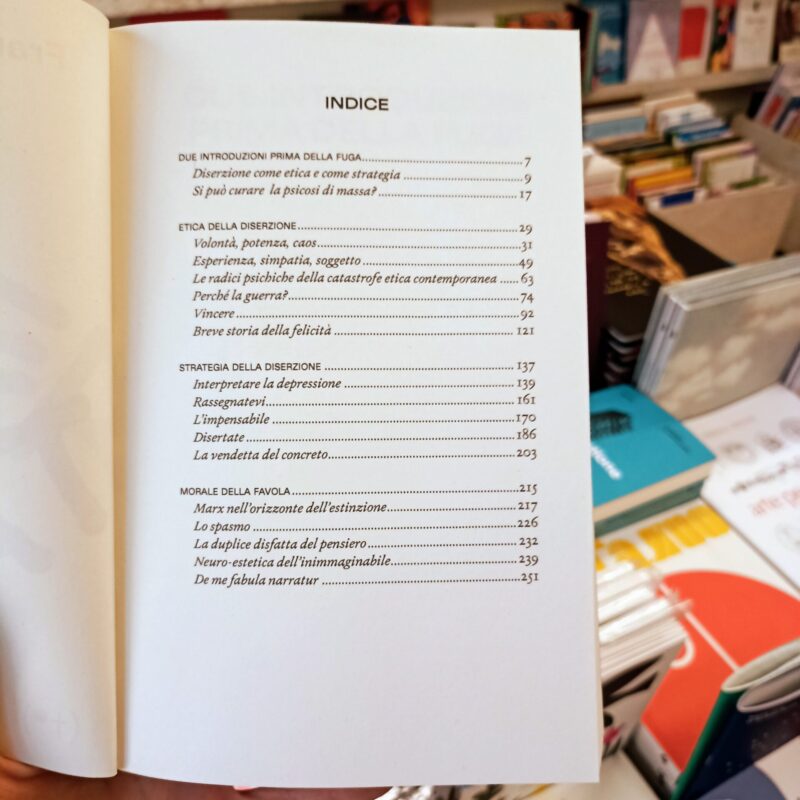 INDICE
DUE INTRODUZIONI PRIMA DELLA FUGA 7
Diserzione come etica e come strategia 9
Si può curare la psicosi di massa? 17
ETICA DELLA DISERZIONE 29
Volontà, potenza, caos 31
Esperienza, simpatia, soggetto 49
Le radici psichiche della catastrofe etica contemporanea 63
Perché la guerra? 74
Vincere 92
Breve storia della felicità 121
STRATEGIA DELLA DISERZIONE 137
Interpretare la depressione 139
Rassegnatevi 161
L'impensabile 170
Disertate 186
La vendetta del concreto 203
MORALE DELLA FAVOLA 215
Marx nell'orizzonte dell'estinzione 217
Lo spasmo 226
La duplice disfatta del pensiero 232
Neuro-estetica dell'inimmaginabile 239
De me fabula narratur 251